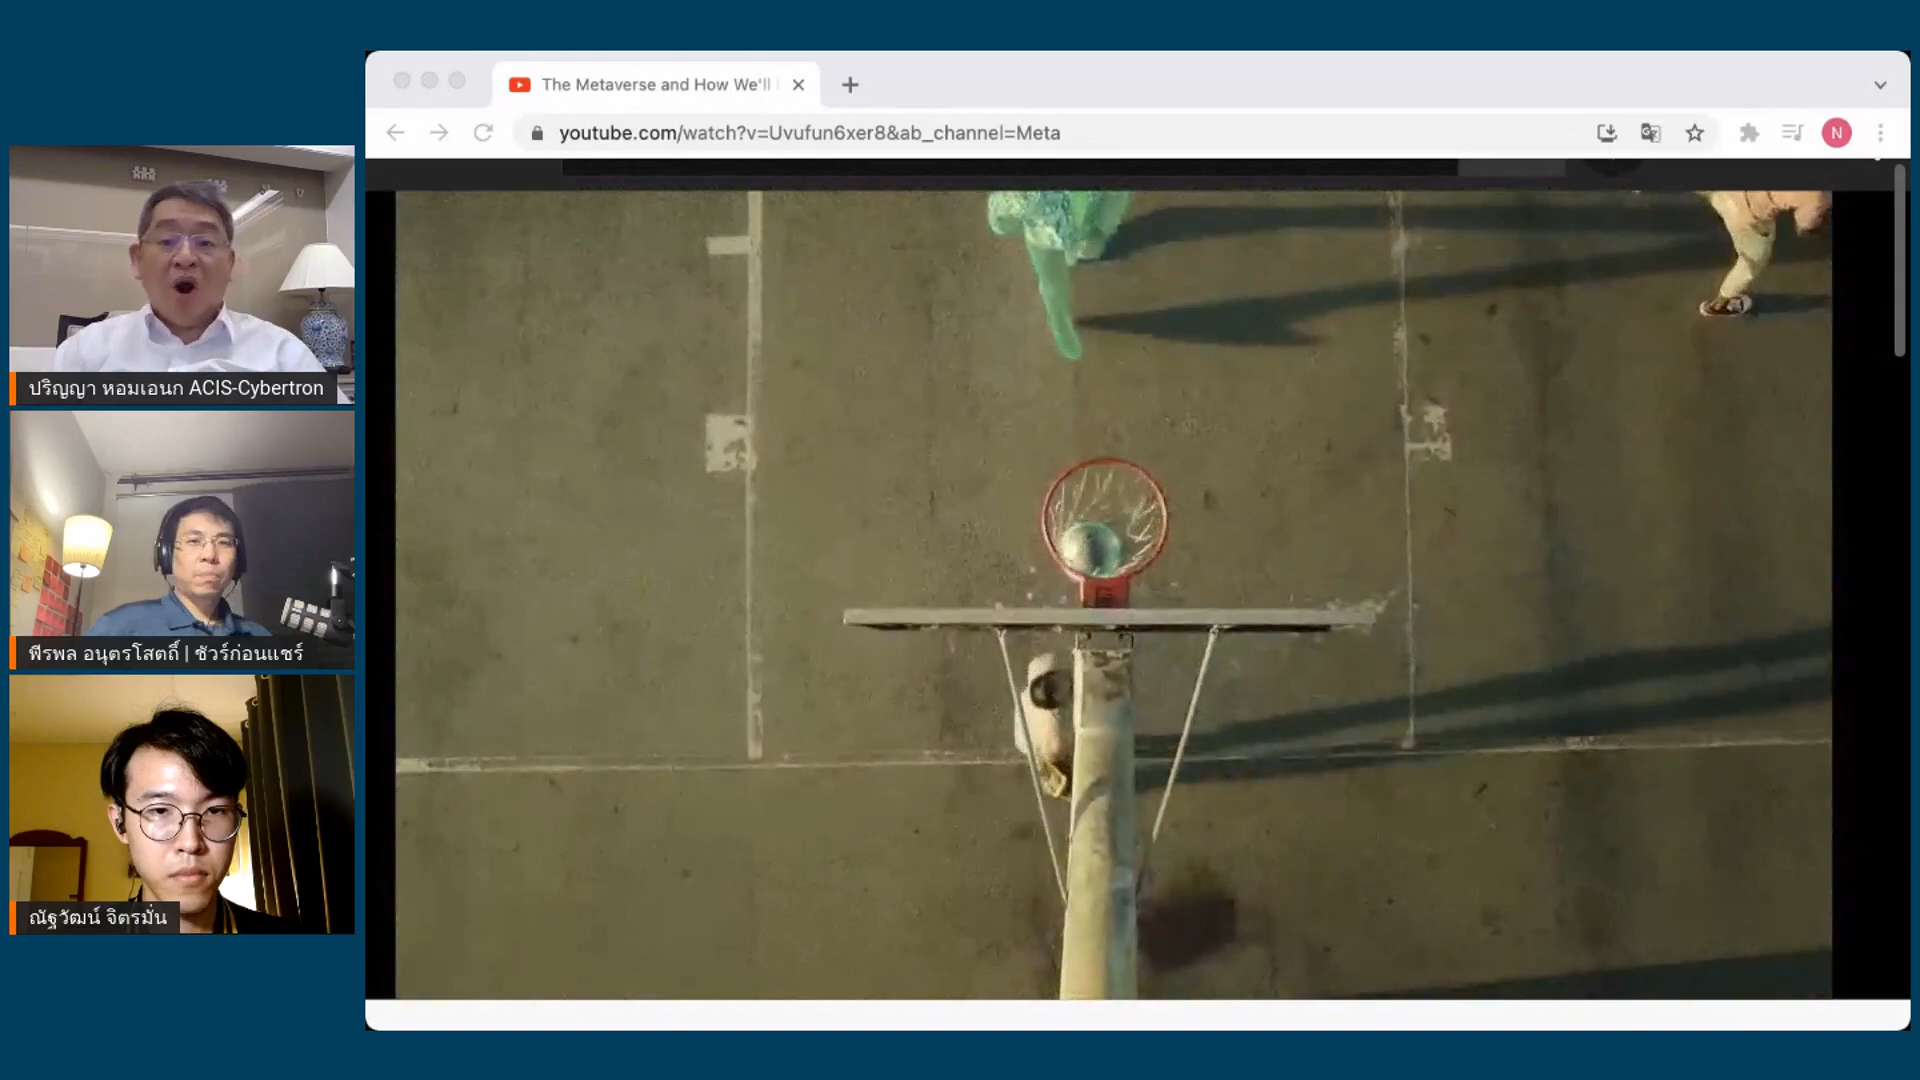 The Metaverse and How We'll
youtube.com/watch?v=Uvufun6xer8&ab_channel=Meta
N
ปริญญา หอมเอนก ACIS-Cybertron
พีรพล อนุตรโสตถิ์ | ชัวร์ก่อนแชร์
ณัฐวัฒน์ จิตรมั่น